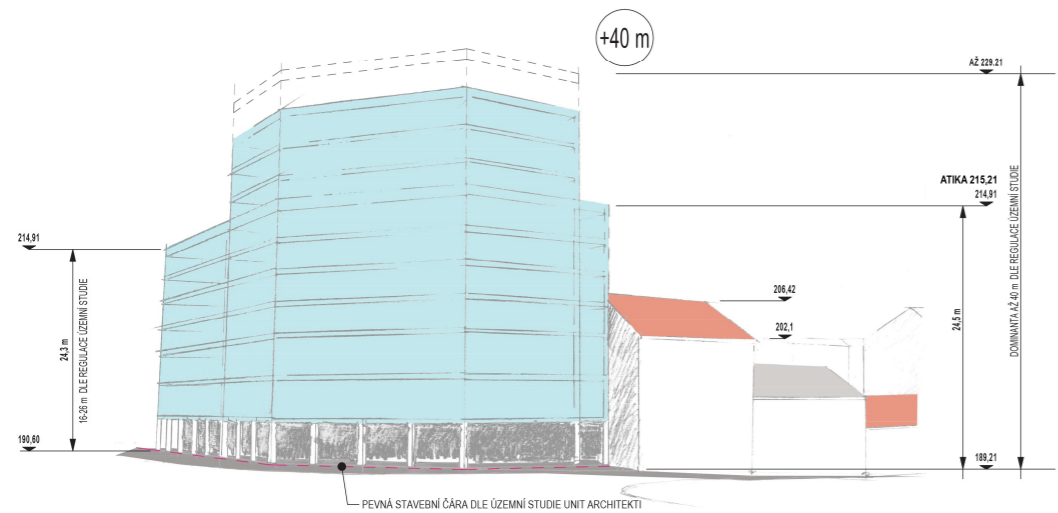 +40 m
AŽ 229.21
ATIKA 215,21
214,91
214,91
206,42
202,1
24,3 m
16-26 m DLE REGULACE ÚZEMNÍ STUDIE
24,5 m
DOMINANTA AŽ 40 m DLE REGULACE ÚZEMNÍ STUDIE
190,60
189,21
PEVNÁ STAVEBNÍ ČÁRA DLE ÚZEMNÍ STUDIE UNIT ARCHITEKTI